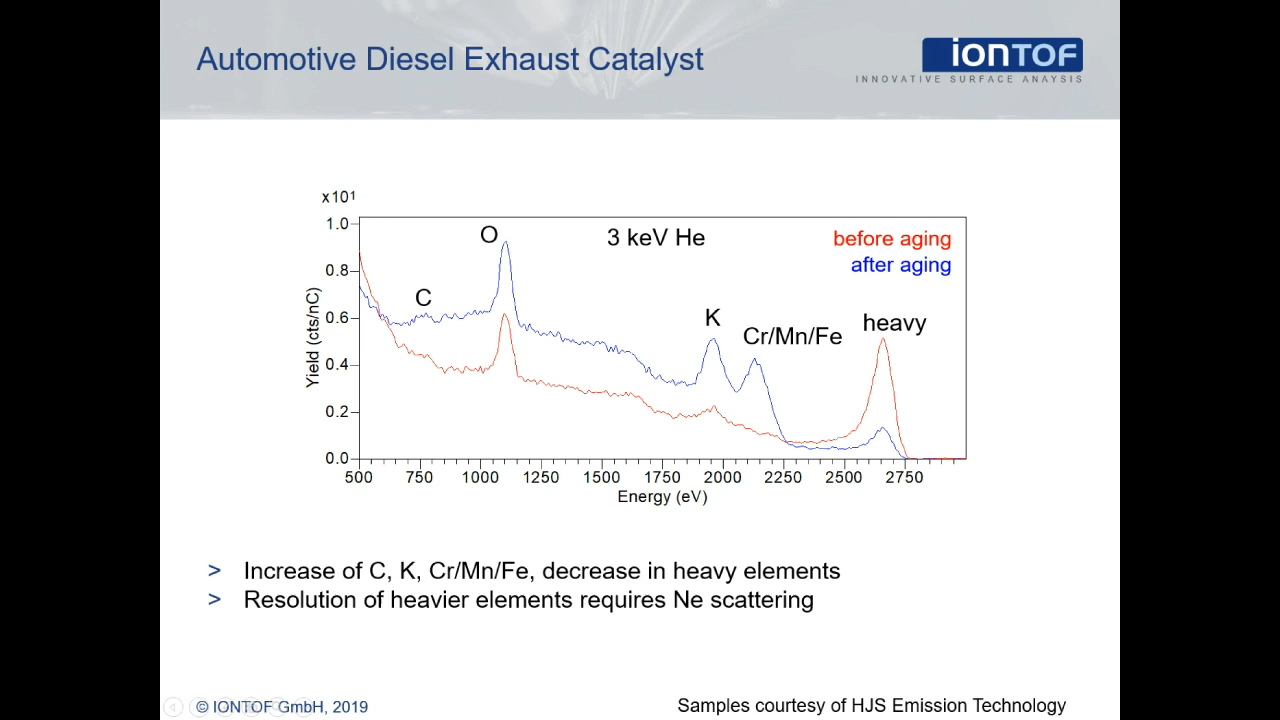 Automotive Diesel Exhaust Catalyst
ionTOF
INNOVATIVE SURFACE ANAYSIS
x10¹
1.0
0.8
0.6
0.4
0.2
0.0
Yield (cts/nC)
O
C
3 keV He
before aging
after aging
K
Cr/Mn/Fe
heavy
500 750 1000 1250 1500 1750 2000 2250 2500 2750
Energy (eV)
> Increase of C, K, Cr/Mn/Fe, decrease in heavy elements
> Resolution of heavier elements requires Ne scattering
© IONTOF GmbH, 2019
Samples courtesy of HJS Emission Technology